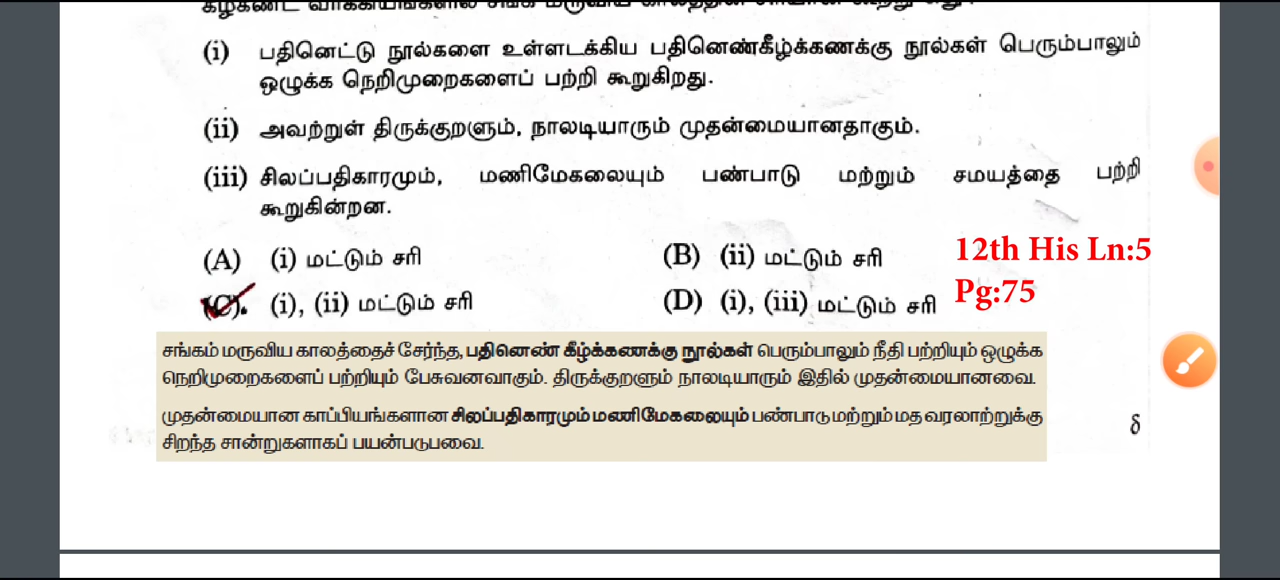 (i) பதினெட்டு நூல்களை உள்ளடக்கிய பதினெண்கீழ்க்கணக்கு நூல்கள் பெரும்பாலும்
ஒழுக்க நெறிமுறைகளைப் பற்றி கூறுகிறது.
(ii) அவற்றுள் திருக்குறளும், நாலடியாரும் முதன்மையானதாகும்.
(iii) சிலப்பதிகாரமும், மணிமேகலையும் பண்பாடு மற்றும் சமயத்தை பற்றி
கூறுகின்றன.
(A) (i) மட்டும் சரி (B) (ii) மட்டும் சரி
(C) (i), (ii) மட்டும் சரி (D) (i), (iii) மட்டும் சரி
12th His Ln:5
Pg:75
சங்கம் மருவிய காலத்தைச் சேர்ந்த, பதினெண் கீழ்க்கணக்கு நூல்கள் பெரும்பாலும் நீதி பற்றியும் ஒழுக்க
நெறிமுறைகளைப் பற்றியும் பேசுவனவாகும். திருக்குறளும் நாலடியாரும் இதில் முதன்மையானவை.
முதன்மையான காப்பியங்களான சிலப்பதிகாரமும் மணிமேகலையும் பண்பாடு மற்றும் மத வரலாற்றுக்கு
சிறந்த சான்றுகளாகப் பயன்படுபவை.